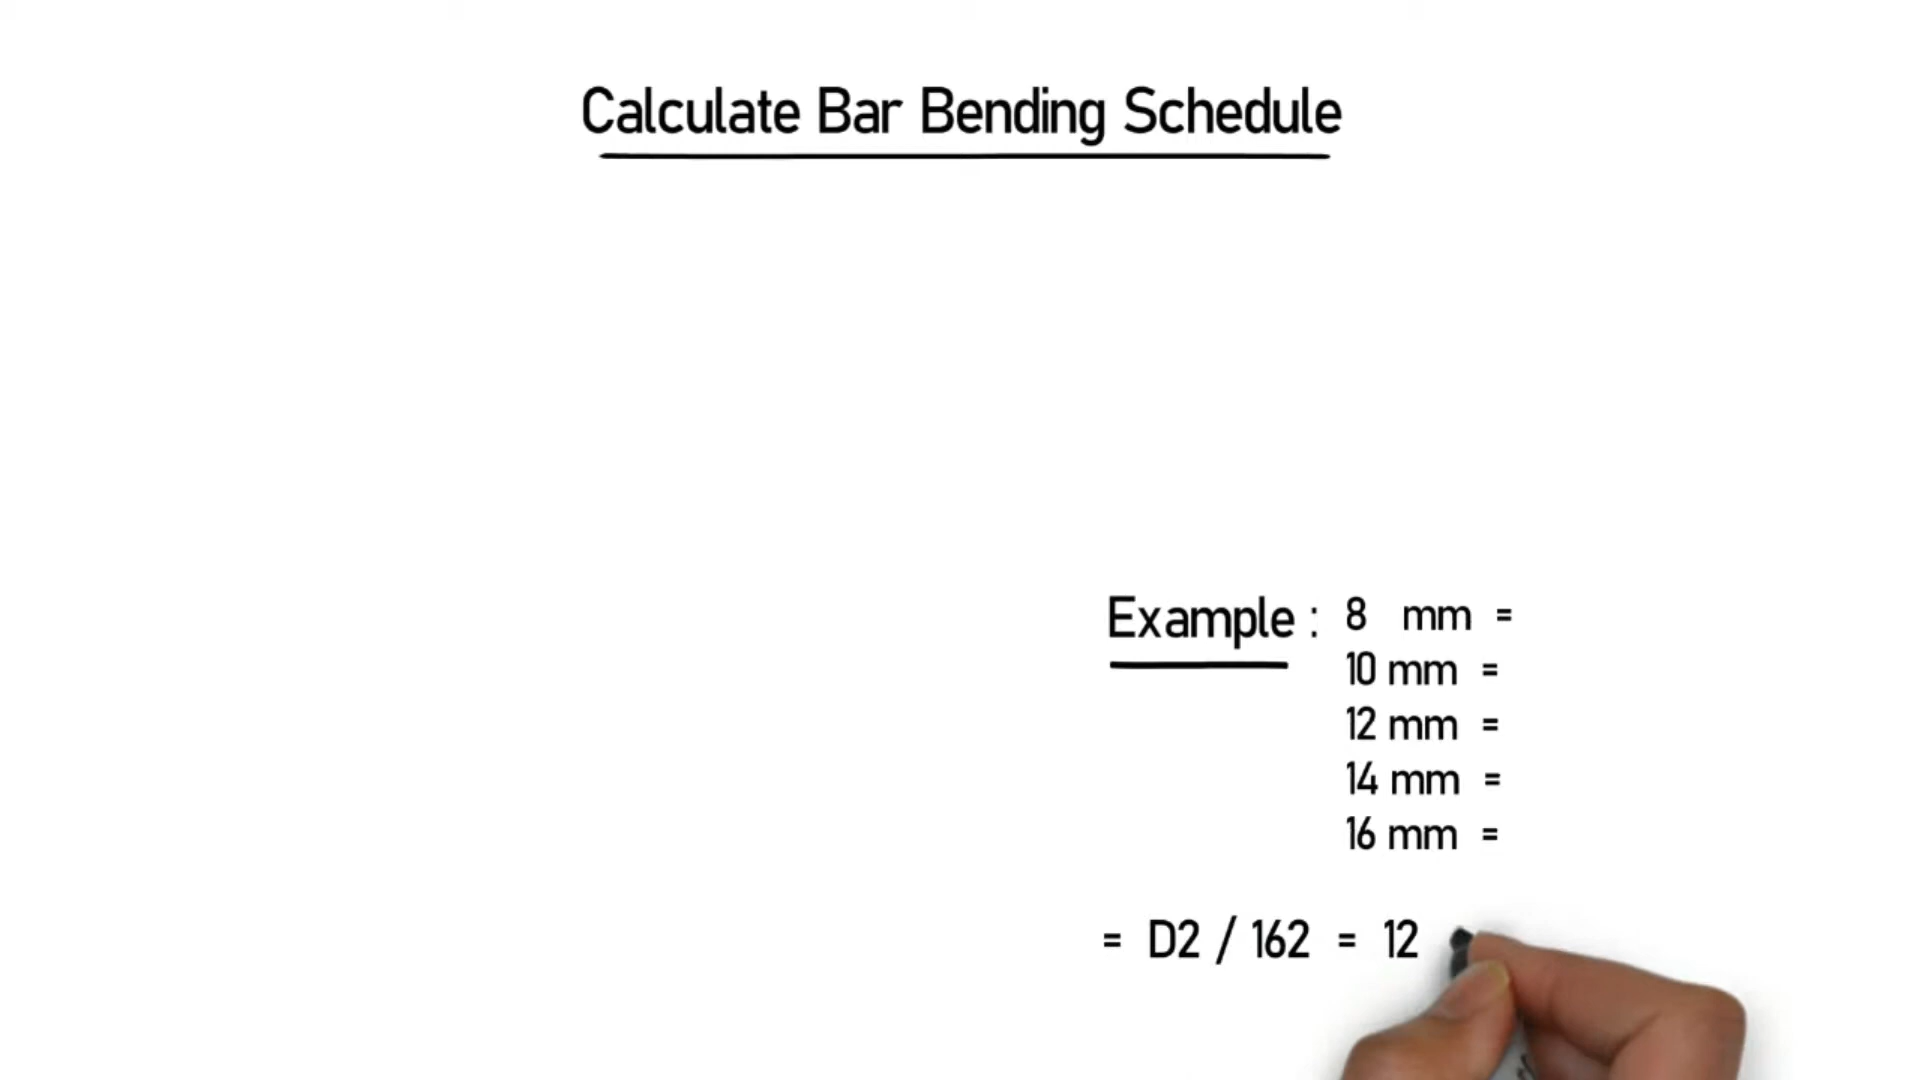 Calculate Bar Bending Schedule
Example : 8 mm =
10 mm =
12 mm =
14 mm =
16 mm =
= D2 / 162 = 12